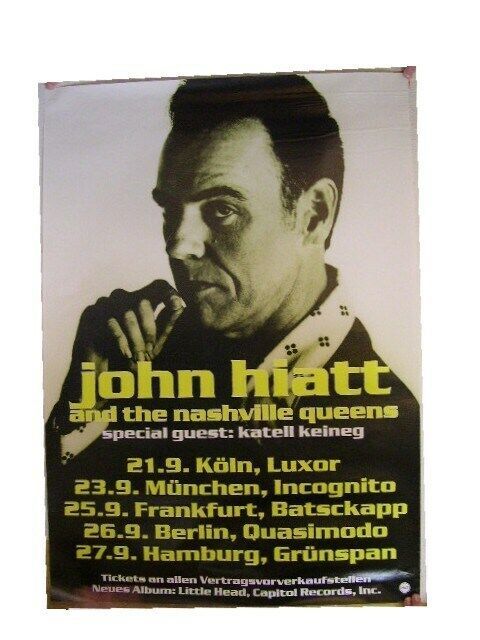 john hiatt
and the nashville queens
special guest: katell keineg
21.9. Köln, Luxor
23.9. München, Incognito
25.9. Frankfurt, Batsckapp
26.9. Berlin, Quasimodo
27.9. Hamburg, Grünspan
Tickets an allen Vertragsvorverkaufstellen
Neues Album: Little Head, Capitol Records, Inc.